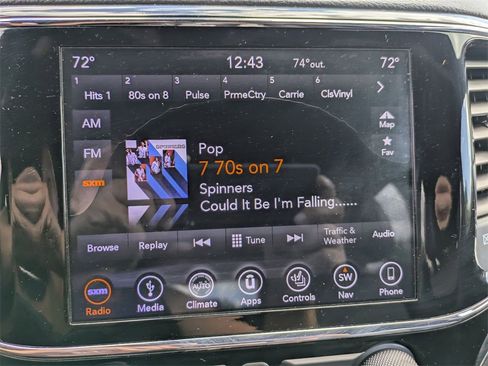 72° 12:43 74°out. 72°
1 2 3 4 5 6
Hits 1 80s on 8 Pulse PrmeCtry Carrie ClsVinyl
AM
Map
FM
Fav
SPINNERS
Pop
7 70s on 7
sxm
Spinners
Could It Be I'm Falling......
Browse Replay Tune Traffic & Weather Audio
sxm AUTO SW
Radio Media Climate Apps Controls Nav Phone